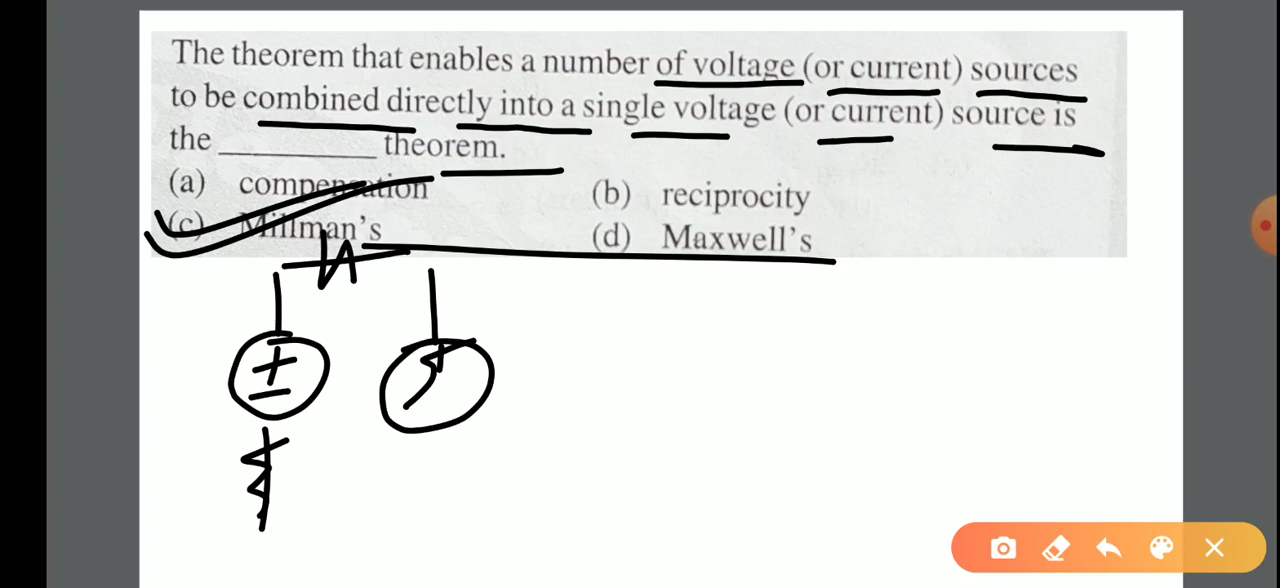 The theorem that enables a number of voltage (or current) sources
to be combined directly into a single voltage (or current) source is
the __________ theorem.
(a) compensation (b) reciprocity
(c) Millman's (d) Maxwell's
+
−